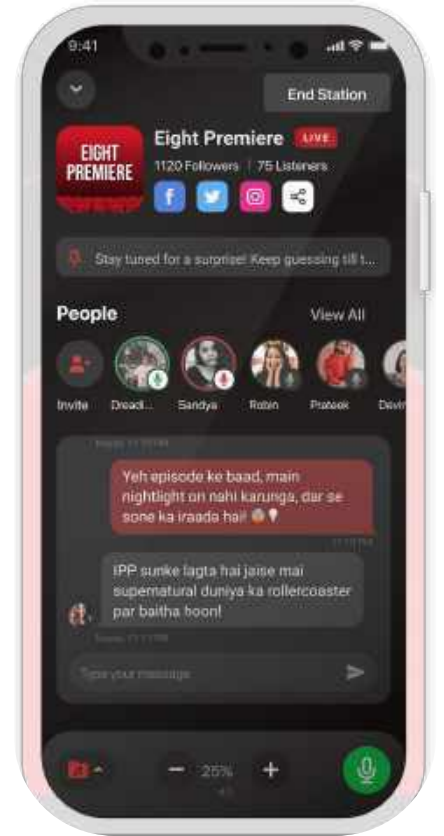 9:41
End Station
EIGHT
PREMIERE
Eight Premiere LIVE
1120 Followers | 75 Listeners
Stay tuned for a surprise! Keep guessing till t...
People
View All
Invite
Dreadl...
Sandya
Robin
Prateek
Devin
Yeh episode ke baad, main
nightlight on nahi karunga, dar se
sone ka iraada hai!
IPP sunke lagta hai jaise mai
supernatural duniya ka rollercoaster
par baitha hoon!
Type your message
25%